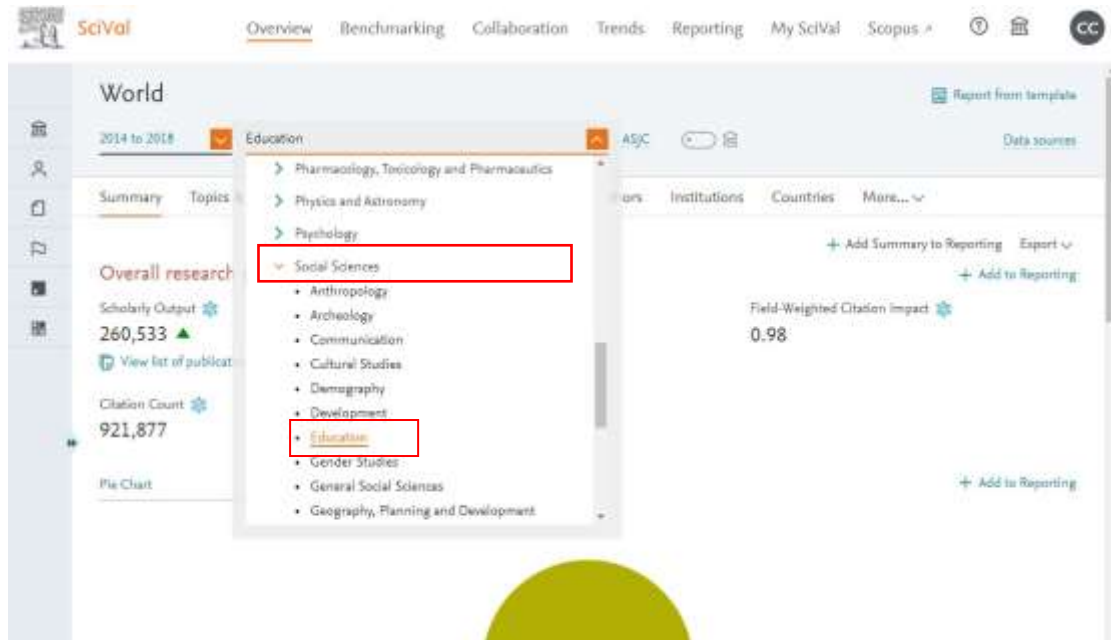 SciVal
Overview Benchmarking Collaboration Trends Reporting My SciVal Scopus
CC
World
Report from template
2014 to 2018
Education
ASJC
Data sources
Summary Topics
ors Institutions Countries More...
Pharmacology, Toxicology and Pharmaceutics
Physics and Astronomy
Psychology
Social Sciences
Anthropology
Archeology
Communication
Cultural Studies
Demography
Development
Education
Gender Studies
General Social Sciences
Geography, Planning and Development
+ Add Summary to Reporting Export
Overall research
+ Add to Reporting
Scholarly Output
260,533
View list of publicat
Field-Weighted Citation Impact
0.98
Citation Count
921,877
Pie Chart
+ Add to Reporting